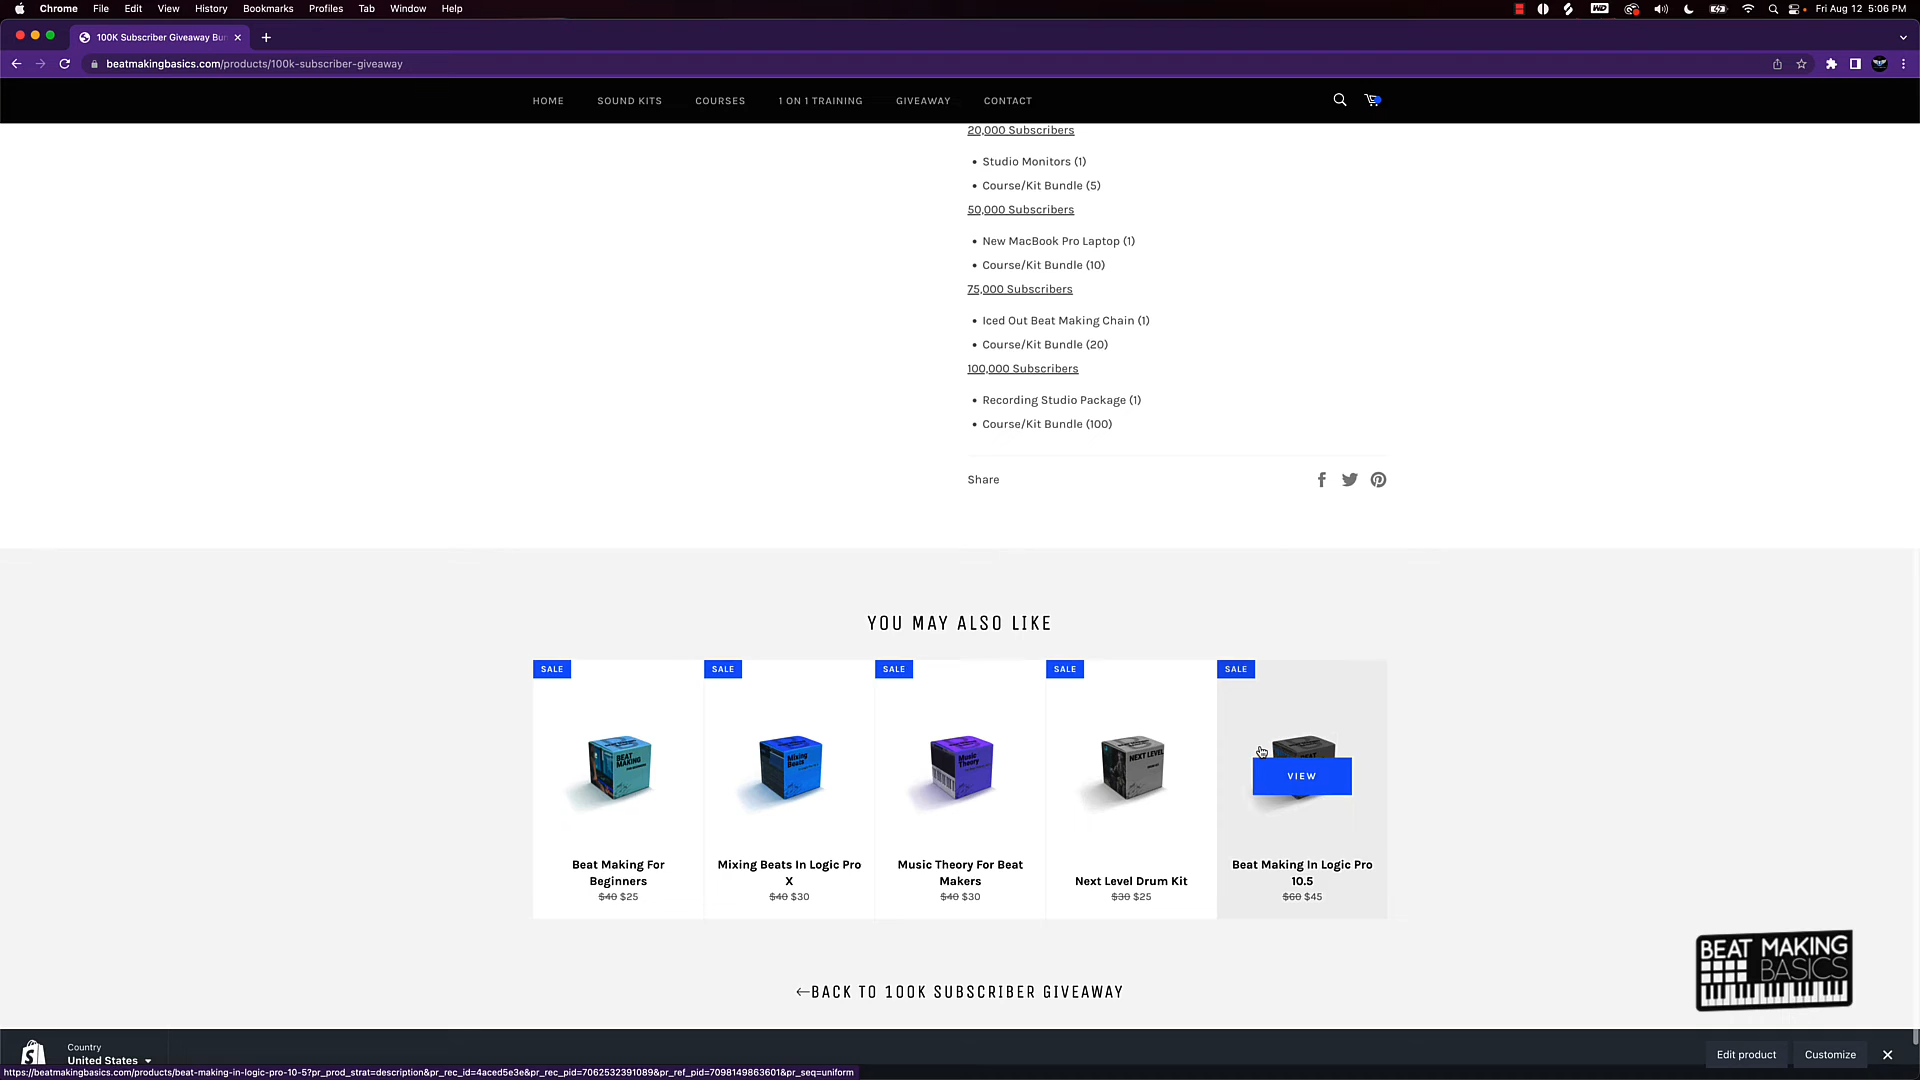 Chrome File Edit View History Bookmarks Profiles Tab Window Help
Fri Aug 12 5:06 PM
100K Subscriber Giveaway Bu
beatmakingbasics.com/products/100k-subscriber-giveaway
HOME SOUND KITS COURSES 1 ON 1 TRAINING GIVEAWAY CONTACT
20,000 Subscribers
• Studio Monitors (1)
• Course/Kit Bundle (5)
50,000 Subscribers
• New MacBook Pro Laptop (1)
• Course/Kit Bundle (10)
75,000 Subscribers
• Iced Out Beat Making Chain (1)
• Course/Kit Bundle (20)
100,000 Subscribers
• Recording Studio Package (1)
• Course/Kit Bundle (100)
Share
YOU MAY ALSO LIKE
SALE SALE SALE SALE SALE
BEAT MAKING
Mixing Beats
Music Theory
NEXT LEVEL
VIEW
Beat Making For Beginners
$40 $25
Mixing Beats In Logic Pro X
$40 $30
Music Theory For Beat Makers
$40 $30
Next Level Drum Kit
$30 $25
Beat Making In Logic Pro 10.5
$60 $45
←BACK TO 100K SUBSCRIBER GIVEAWAY
BEAT MAKING
BASICS
Country
United States
Edit product Customize
https://beatmakingbasics.com/products/beat-making-in-logic-pro-10-5?pr_prod_strat=description&pr_rec_id=4aced5e3e&pr_rec_pid=7062532391089&pr_ref_pid=7098149863601&pr_seq=uniform